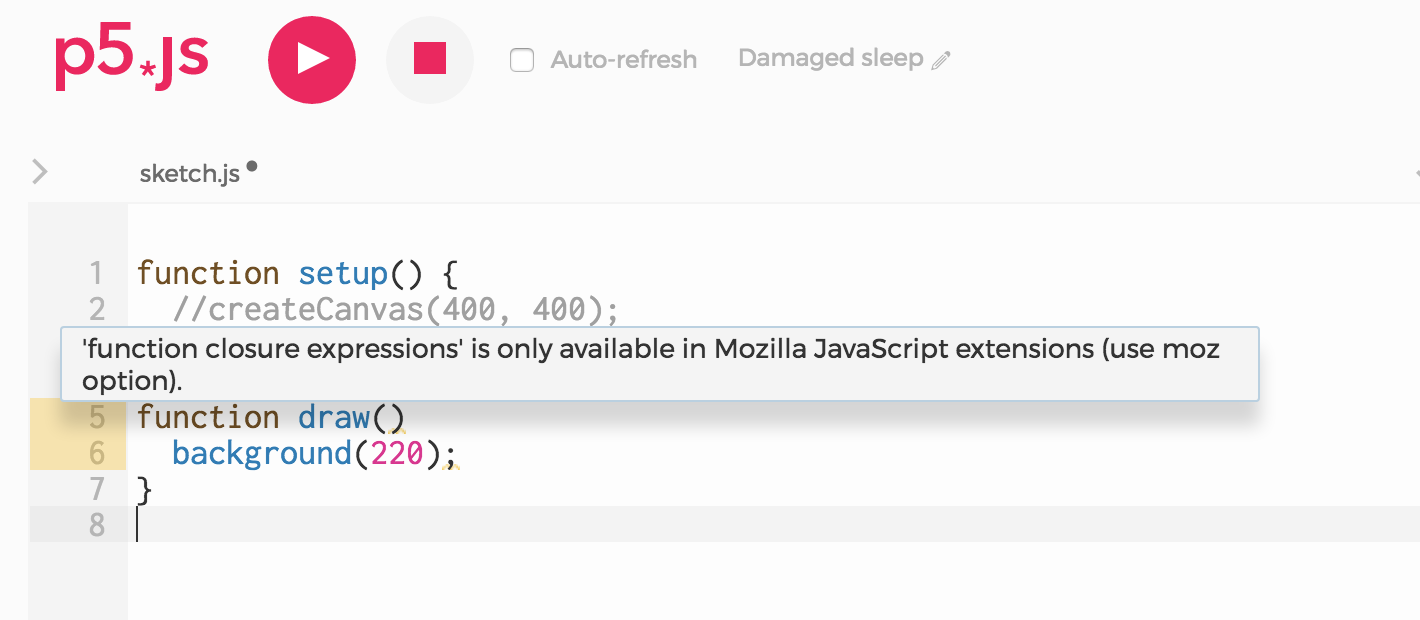 p5*js
Auto-refresh
Damaged sleep
sketch.js
1 function setup() {
2 //createCanvas(400, 400);
'function closure expressions' is only available in Mozilla JavaScript extensions (use moz
option).
5 function draw()
6 background(220);
7 }
8